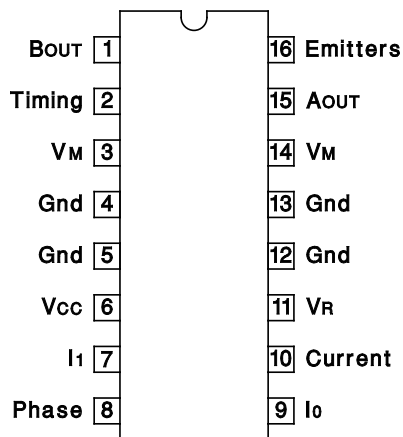 BOUT 1 16 Emitters
Timing 2 15 AOUT
VM 3 14 VM
Gnd 4 13 Gnd
Gnd 5 12 Gnd
VCC 6 11 VR
I1 7 10 Current
Phase 8 9 I0